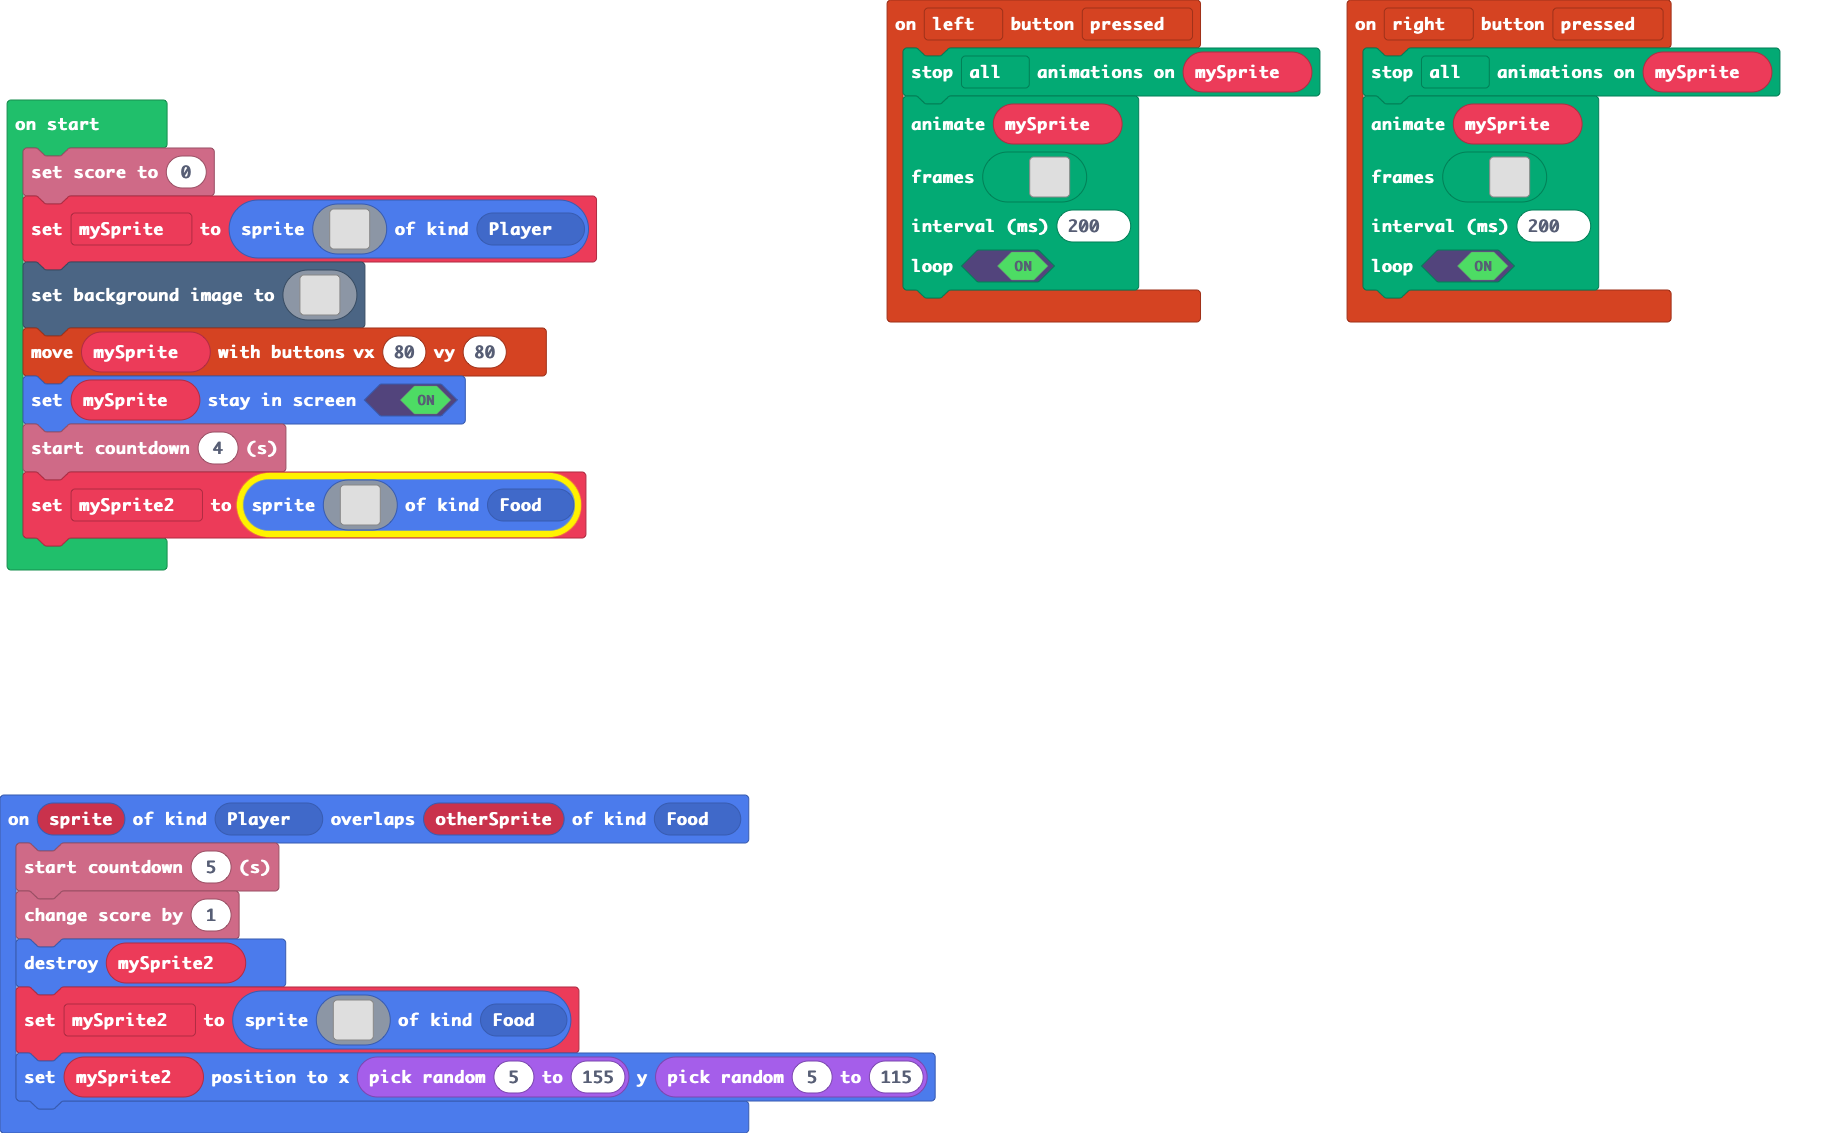 on start
set score to 0
set mySprite to sprite of kind Player
set background image to
move mySprite with buttons vx 80 vy 80
set mySprite stay in screen ON
start countdown 4 (s)
set mySprite2 to sprite of kind Food
on left button pressed
stop all animations on mySprite
animate mySprite
frames
interval (ms) 200
loop ON
on right button pressed
stop all animations on mySprite
animate mySprite
frames
interval (ms) 200
loop ON
on sprite of kind Player overlaps otherSprite of kind Food
start countdown 5 (s)
change score by 1
destroy mySprite2
set mySprite2 to sprite of kind Food
set mySprite2 position to x pick random 5 to 155 y pick random 5 to 115